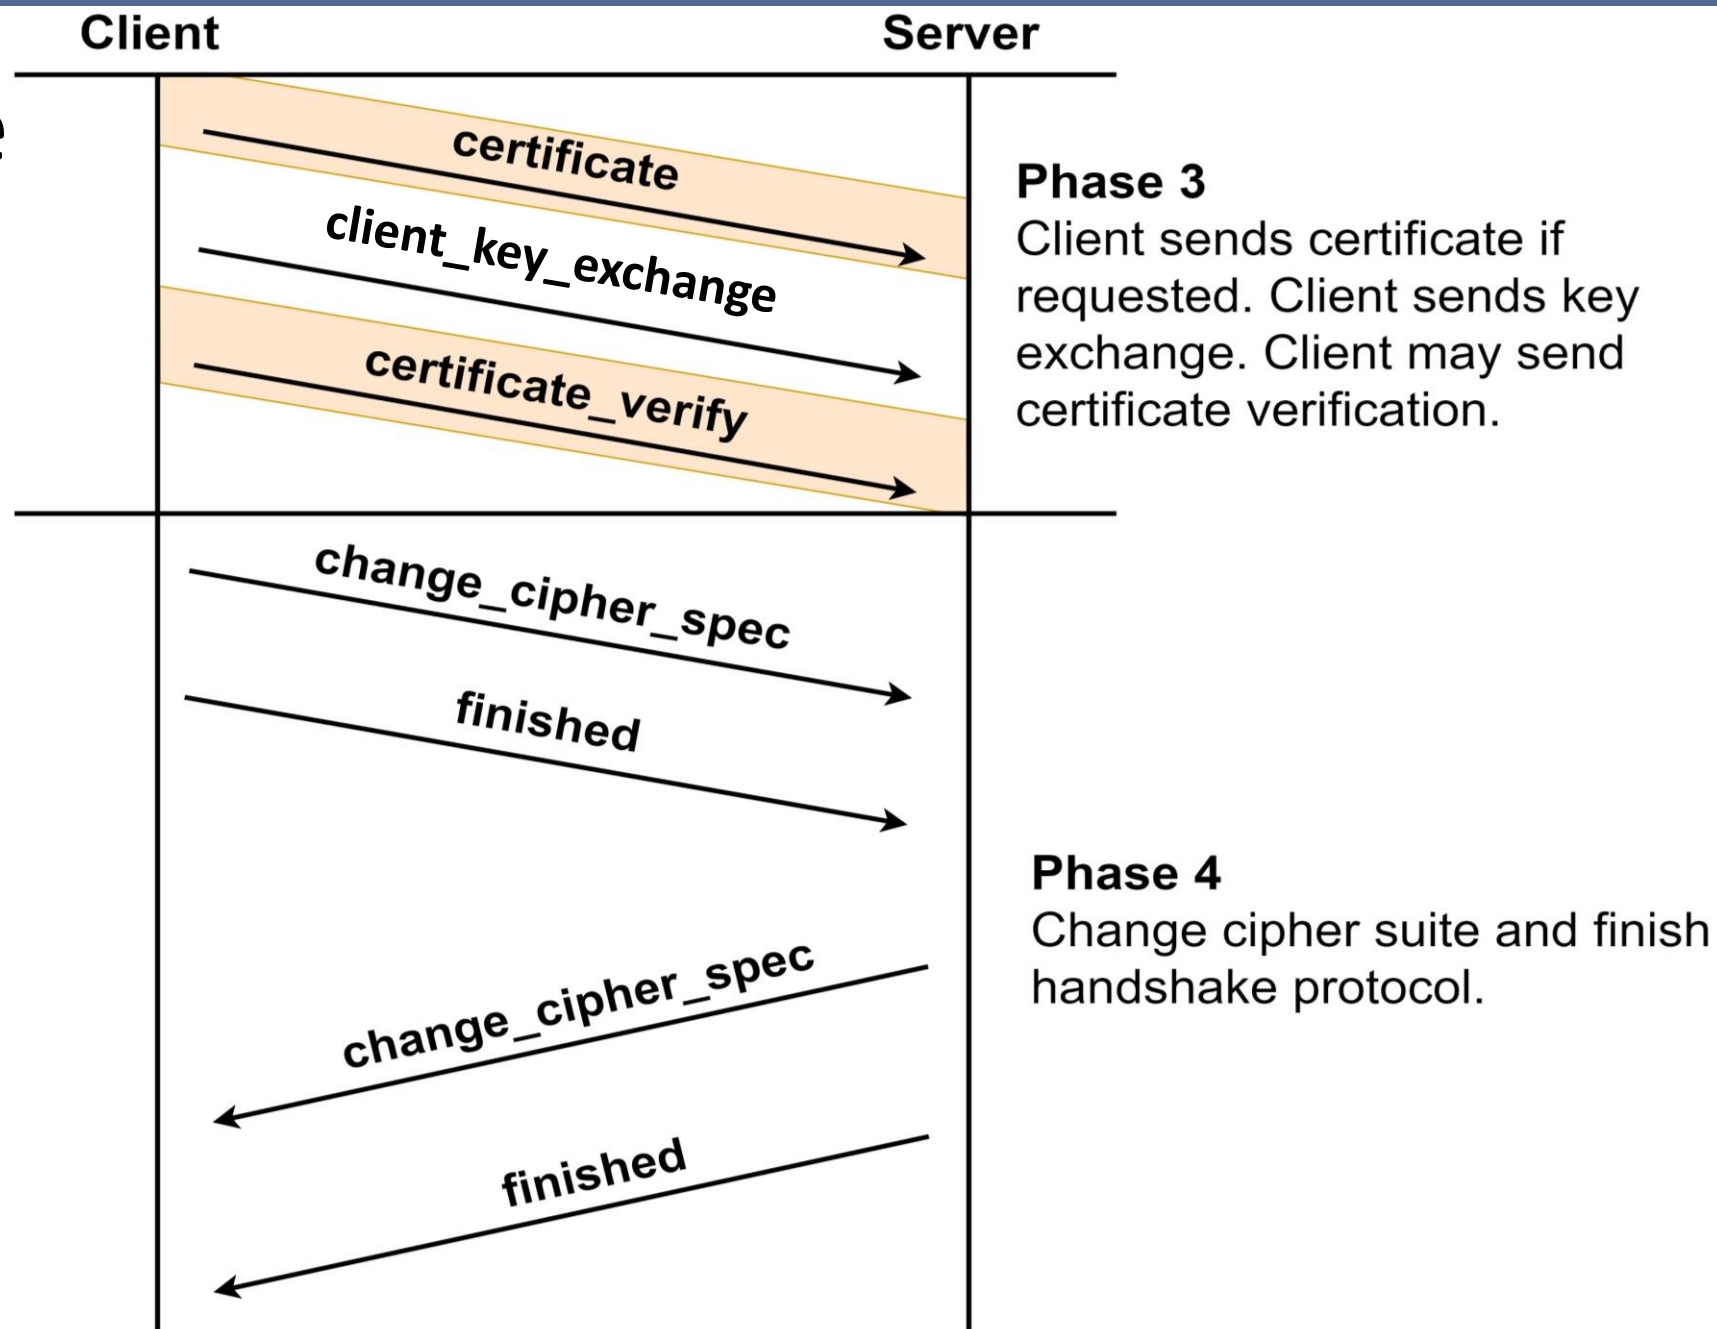 Client
Server
certificate
client_key_exchange
certificate_verify
Phase 3
Client sends certificate if
requested. Client sends key
exchange. Client may send
certificate verification.
change_cipher_spec
finished
change_cipher_spec
finished
Phase 4
Change cipher suite and finish
handshake protocol.